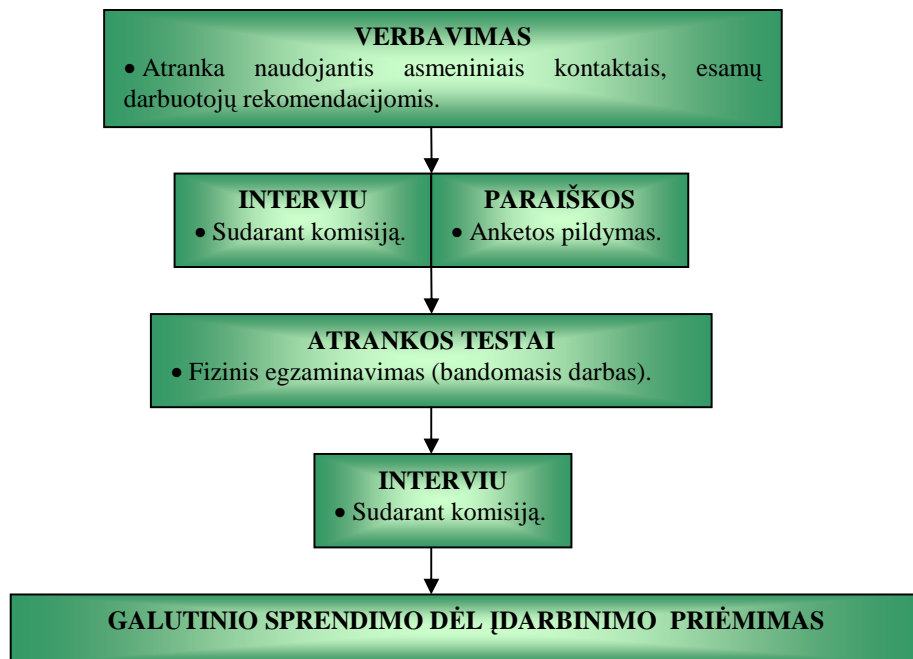 VERBAVIMAS
• Atranka naudojantis asmeniniais kontaktais, esamų
darbuotojų rekomendacijomis.
INTERVIU
• Sudarant komisiją.
PARAIŠKOS
• Anketos pildymas.
ATRANKOS TESTAI
• Fizinis egzaminavimas (bandomasis darbas).
INTERVIU
• Sudarant komisiją.
GALUTINIO SPRENDIMO DĖL ĮDARBINIMO PRIĖMIMAS